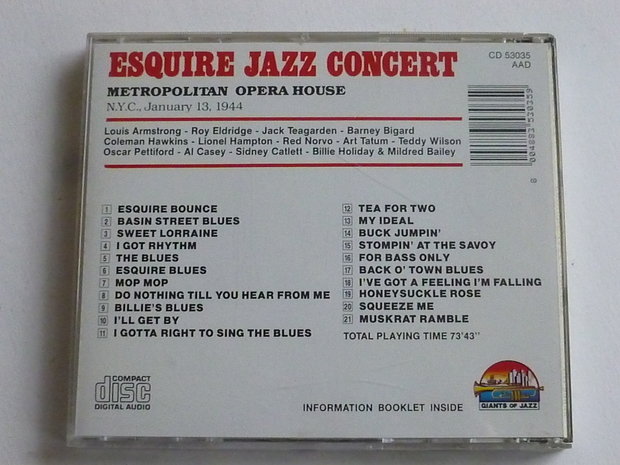 ESQUIRE JAZZ CONCERT
CD 53035
AAD
METROPOLITAN OPERA HOUSE
N.Y.C., January 13, 1944
Louis Armstrong - Roy Eldridge - Jack Teagarden - Barney Bigard
Coleman Hawkins - Lionel Hampton - Red Norvo - Art Tatum - Teddy Wilson
Oscar Pettiford - Al Casey - Sidney Catlett - Billie Holiday & Mildred Bailey
1 ESQUIRE BOUNCE
2 BASIN STREET BLUES
3 SWEET LORRAINE
4 I GOT RHYTHM
5 THE BLUES
6 ESQUIRE BLUES
7 MOP MOP
8 DO NOTHING TILL YOU HEAR FROM ME
9 BILLIE'S BLUES
10 I'LL GET BY
11 I GOTTA RIGHT TO SING THE BLUES
12 TEA FOR TWO
13 MY IDEAL
14 BUCK JUMPIN'
15 STOMPIN' AT THE SAVOY
16 FOR BASS ONLY
17 BACK O' TOWN BLUES
18 I'VE GOT A FEELING I'M FALLING
19 HONEYSUCKLE ROSE
20 SQUEEZE ME
21 MUSKRAT RAMBLE
TOTAL PLAYING TIME 73'43"
COMPACT
disc
DIGITAL AUDIO
INFORMATION BOOKLET INSIDE
GIANTS OF JAZZ